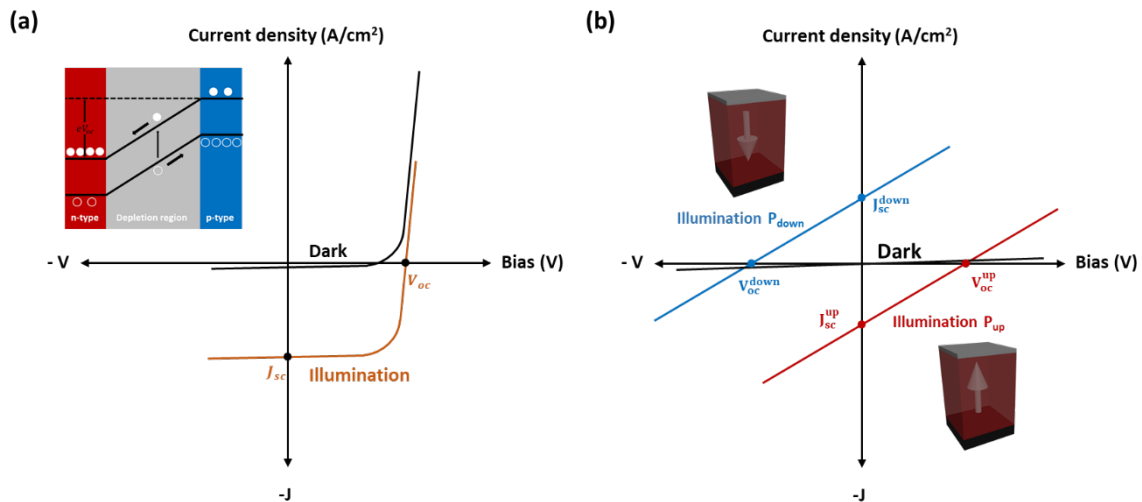 (a)
Current density (A/cm²)
eV_oc
n-type
Depletion region
p-type
Dark
- V
Bias (V)
V_oc
J_sc
Illumination
-J
(b)
Current density (A/cm²)
Illumination P_down
J_sc^down
Dark
- V
Bias (V)
V_oc^down
V_oc^up
J_sc^up
Illumination P_up
-J